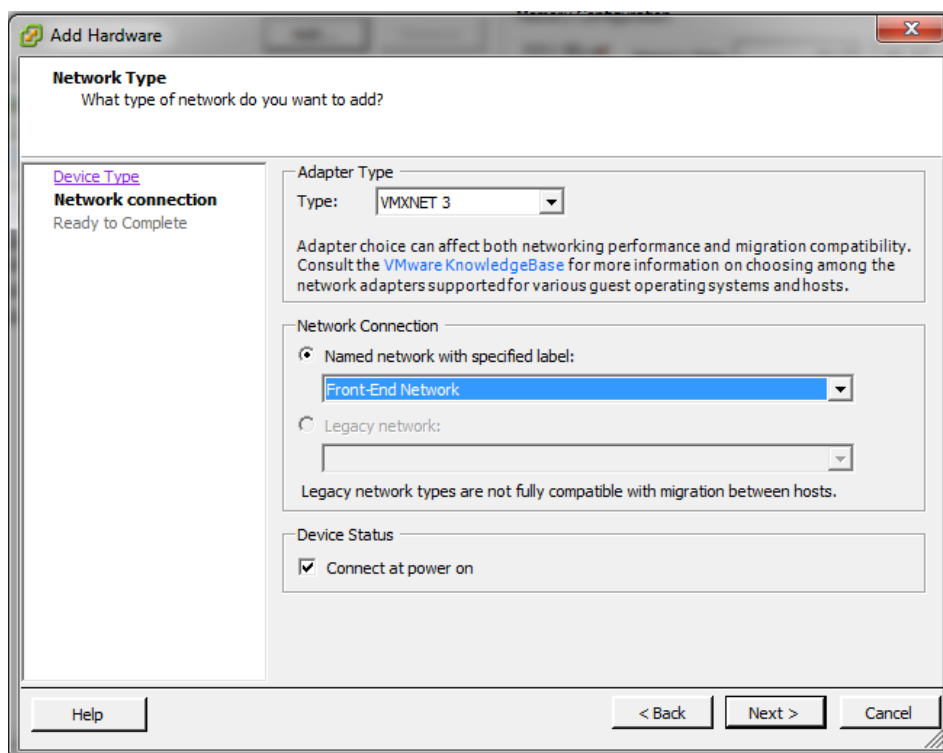 Add Hardware
Network Type
What type of network do you want to add?
Device Type
Network connection
Ready to Complete
Adapter Type
Type: VMXNET 3
Adapter choice can affect both networking performance and migration compatibility.
Consult the VMware KnowledgeBase for more information on choosing among the
network adapters supported for various guest operating systems and hosts.
Network Connection
Named network with specified label:
Front-End Network
Legacy network:
Legacy network types are not fully compatible with migration between hosts.
Device Status
Connect at power on
Help
< Back
Next >
Cancel